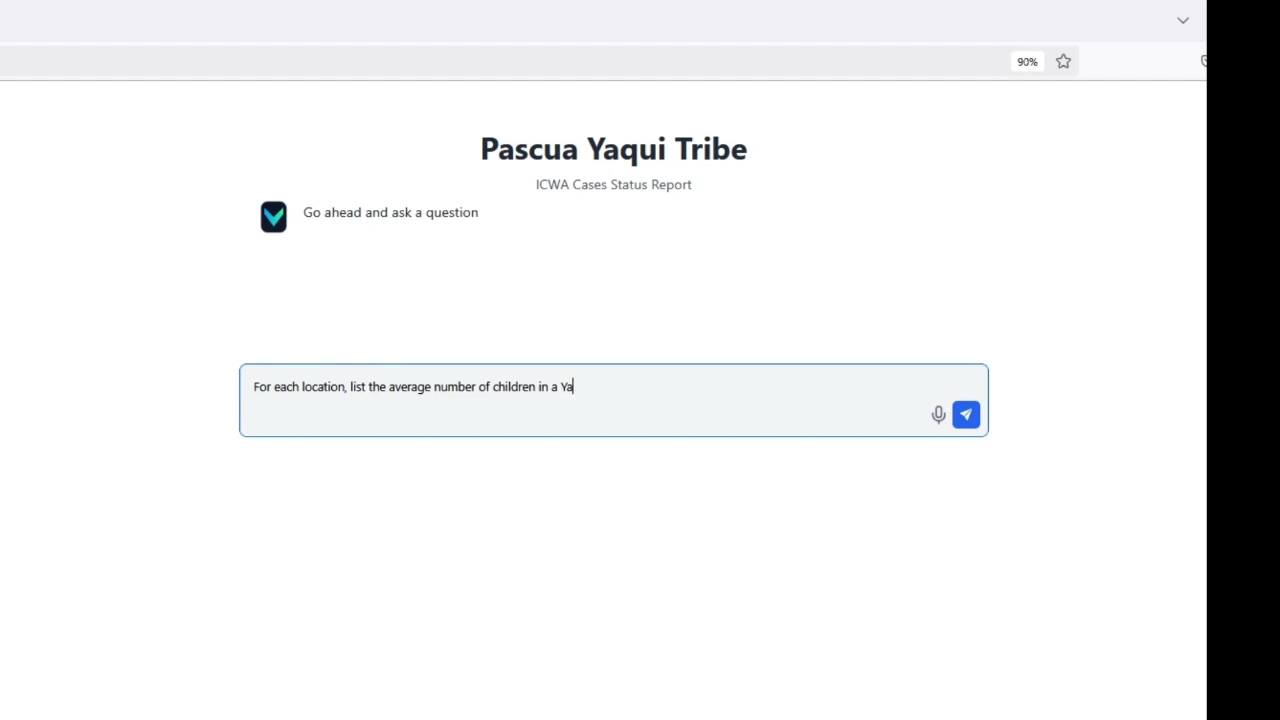 90%
Pascua Yaqui Tribe
ICWA Cases Status Report
Go ahead and ask a question
For each location, list the average number of children in a Ya